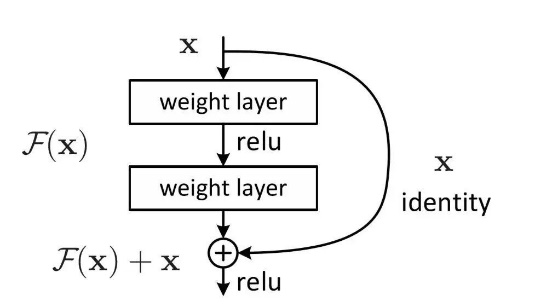 x
weight layer
relu
F(x)
weight layer
x
identity
F(x) + x
+
relu